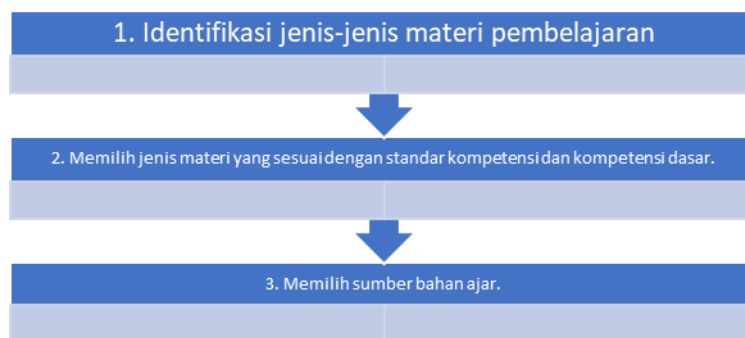 1. Identifikasi jenis-jenis materi pembelajaran
2. Memilih jenis materi yang sesuai dengan standar kompetensi dan kompetensi dasar.
3. Memilih sumber bahan ajar.